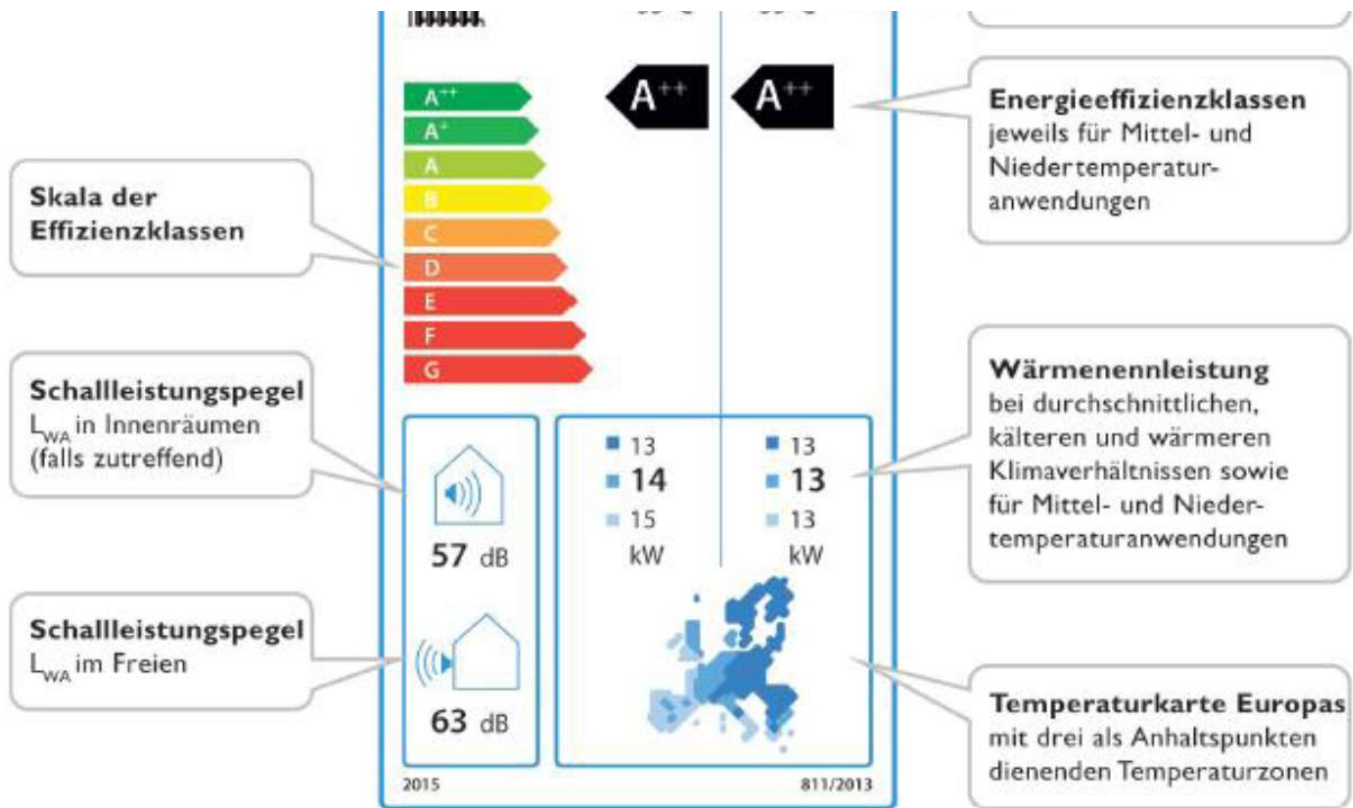 A++
A+
A
B
C
D
E
F
G
A++
A++
Energieeffizienzklassen
jeweils für Mittel- und
Niedertemperatur-
anwendungen
Skala der
Effizienzklassen
Schallleistungspegel
LWA in Innenräumen
(falls zutreffend)
57 dB
Schallleistungspegel
LWA im Freien
63 dB
13
14
15
kW
13
13
13
kW
Wärmenennleistung
bei durchschnittlichen,
kälteren und wärmeren
Klimaverhältnissen sowie
für Mittel- und Nieder-
temperaturanwendungen
Temperaturkarte Europas
mit drei als Anhaltspunkten
dienenden Temperaturzonen
2015
811/2013